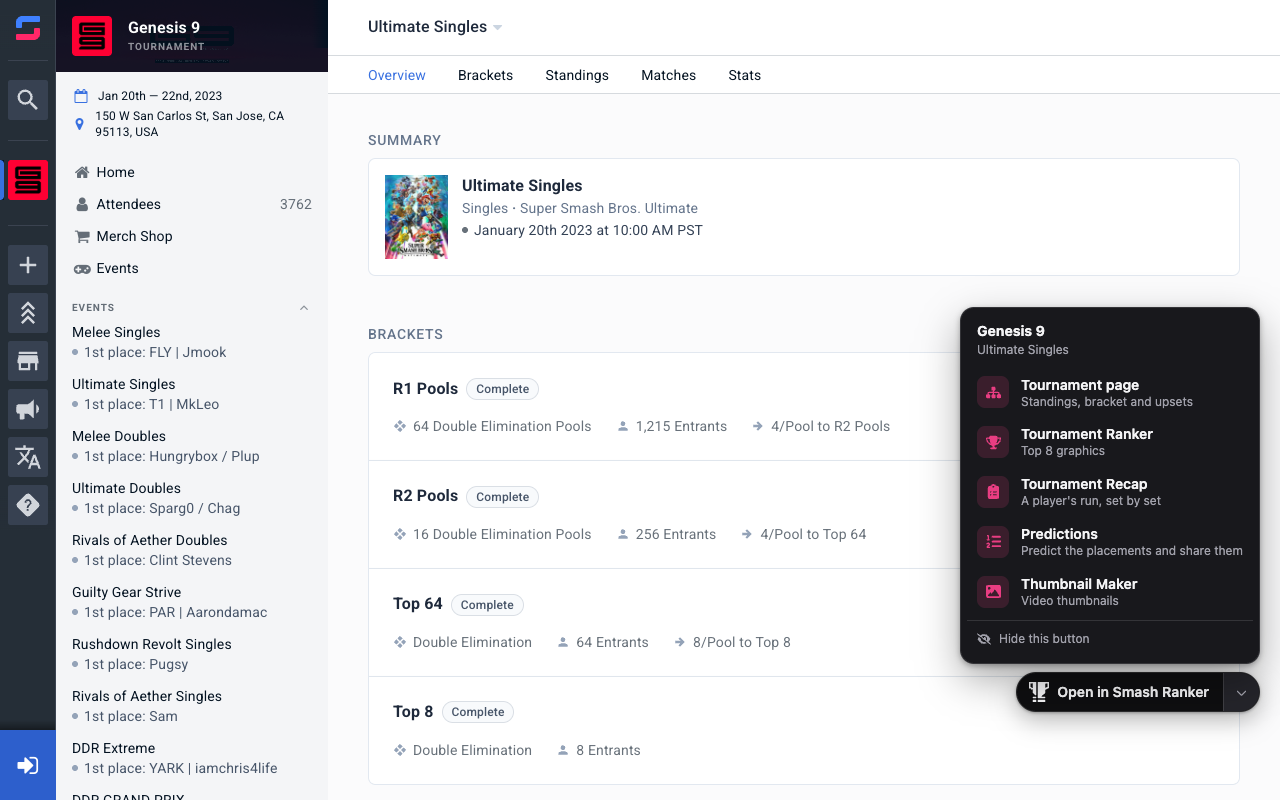 Genesis 9
TOURNAMENT
Jan 20th — 22nd, 2023
150 W San Carlos St, San Jose, CA
95113, USA
Home
Attendees 3762
Merch Shop
Events
EVENTS
Melee Singles
1st place: FLY | Jmook
Ultimate Singles
1st place: T1 | MkLeo
Melee Doubles
1st place: Hungrybox / Plup
Ultimate Doubles
1st place: Sparg0 / Chag
Rivals of Aether Doubles
1st place: Clint Stevens
Guilty Gear Strive
1st place: PAR | Aarondamac
Rushdown Revolt Singles
1st place: Pugsy
Rivals of Aether Singles
1st place: Sam
DDR Extreme
1st place: YARK | iamchris4life
DDR GRAND PRIX
Ultimate Singles
Overview Brackets Standings Matches Stats
SUMMARY
Ultimate Singles
Singles · Super Smash Bros. Ultimate
January 20th 2023 at 10:00 AM PST
SUPER
SMASH BROS
BRACKETS
R1 Pools Complete
64 Double Elimination Pools 1,215 Entrants 4/Pool to R2 Pools
R2 Pools Complete
16 Double Elimination Pools 256 Entrants 4/Pool to Top 64
Top 64 Complete
Double Elimination 64 Entrants 8/Pool to Top 8
Top 8 Complete
Double Elimination 8 Entrants
Genesis 9
Ultimate Singles
Tournament page
Standings, bracket and upsets
Tournament Ranker
Top 8 graphics
Tournament Recap
A player's run, set by set
Predictions
Predict the placements and share them
Thumbnail Maker
Video thumbnails
Hide this button
Open in Smash Ranker